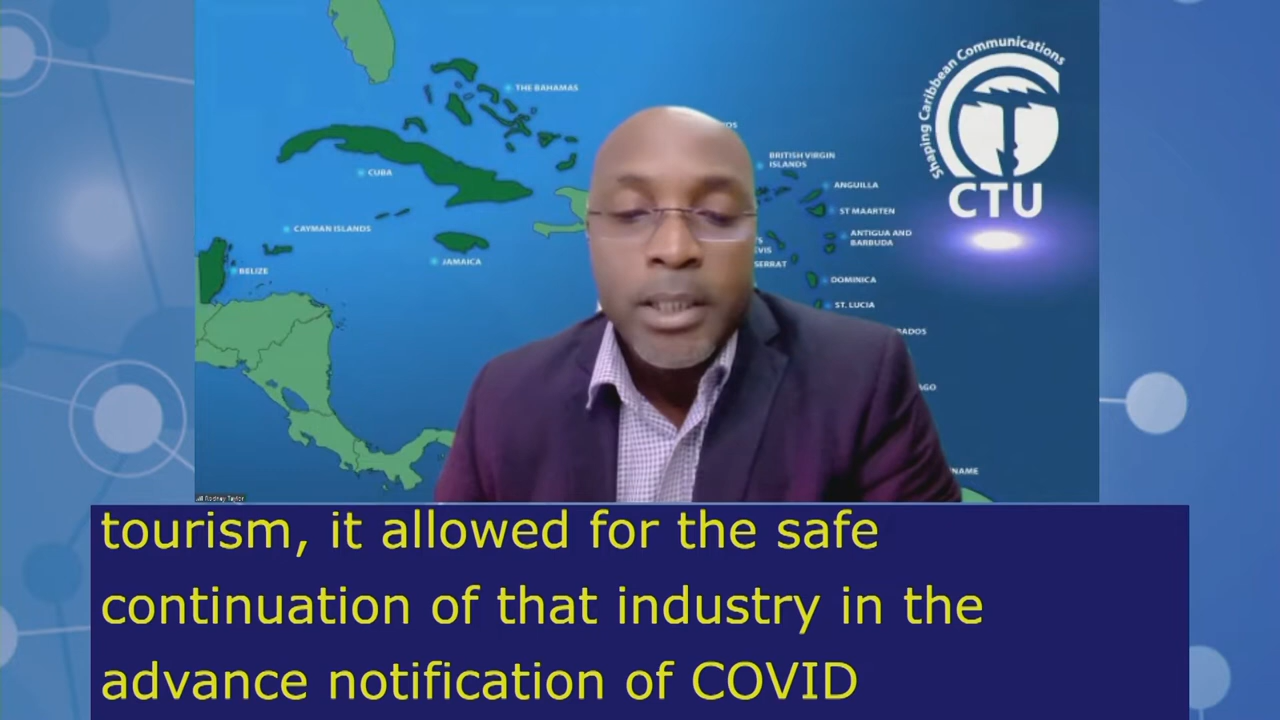 Shaping Caribbean Communications
CTU
THE BAHAMAS
CUBA
CAYMAN ISLANDS
JAMAICA
BELIZE
BRITISH VIRGIN
ISLANDS
ANGUILLA
ST MAARTEN
ANTIGUA AND
BARBUDA
DOMINICA
ST. LUCIA
Rodney Taylor
tourism, it allowed for the safe
continuation of that industry in the
advance notification of COVID